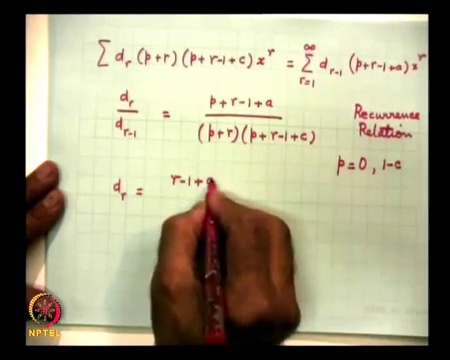 ∑ d_r (p+r) (p+r-1+c) x^r = ∑_{r=1}^{∞} d_{r-1} (p+r-1+a) x^r
d_r / d_{r-1} = (p+r-1+a) / ((p+r) (p+r-1+c))
Recurrence
Relation
p = 0, 1-c
d_r = r-1+a
NPTEL